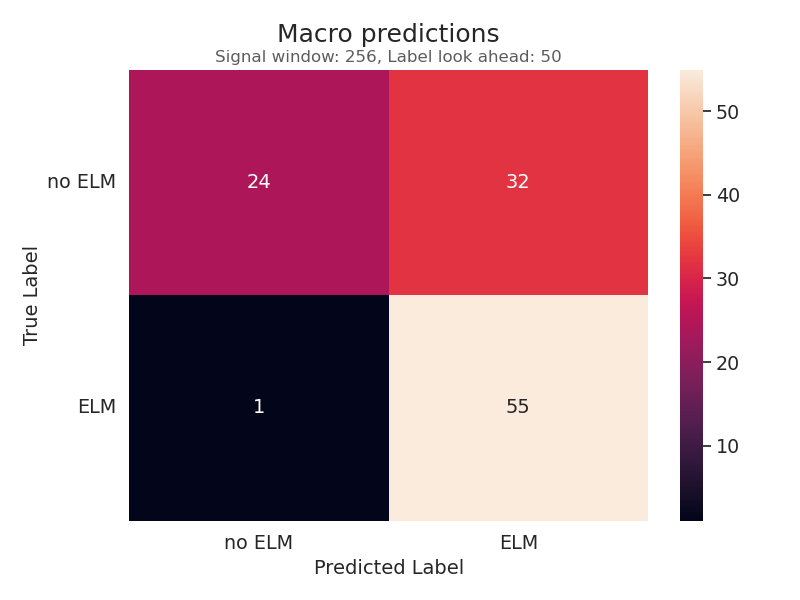 Macro predictions
Signal window: 256, Label look ahead: 50
True Label
no ELM
24
32
ELM
1
55
no ELM
ELM
Predicted Label
50
40
30
20
10